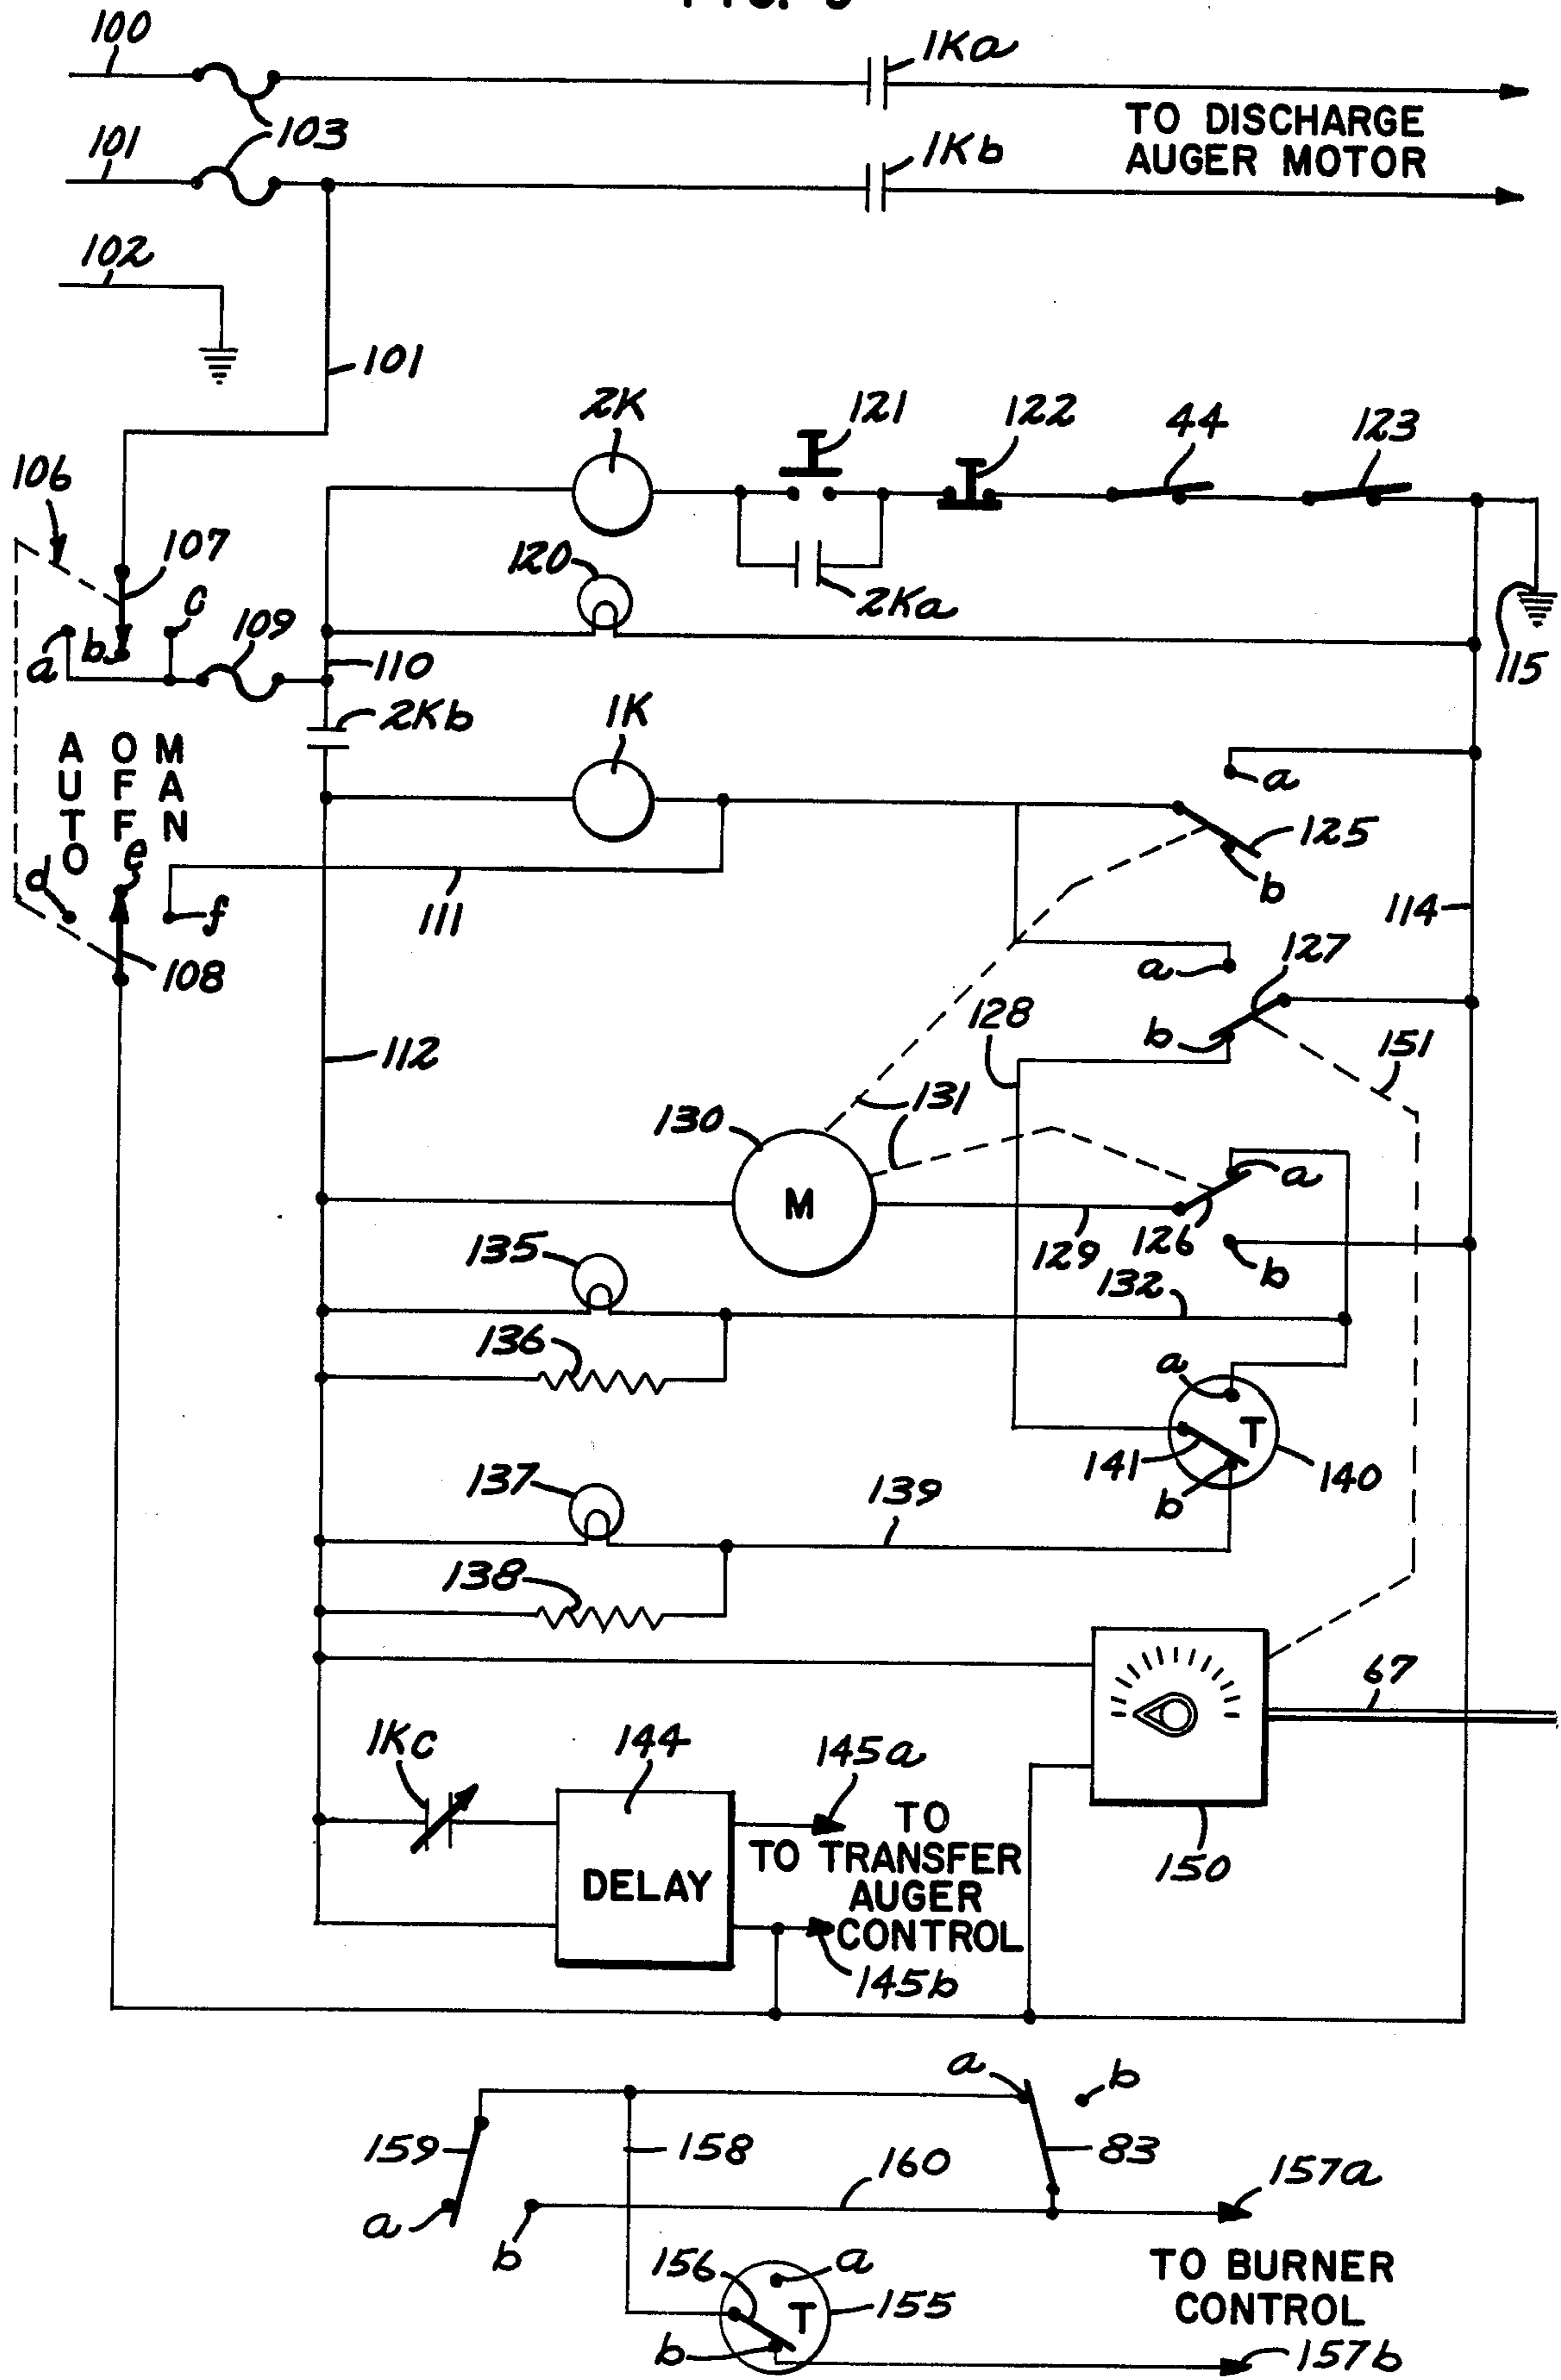 100
1Ka
103
TO DISCHARGE
AUGER MOTOR
101
1Kb
102
101
2K
121
122
44
123
106
107
c
109
120
2Ka
a
b
110
115
2Kb
1K
A O M
U F A
T F N
O
a
125
b
d
e
f
111
114
108
a
127
128
b
151
112
131
130
M
a
129
126
b
135
132
136
a
T
141
140
b
137
139
138
67
1Kc
144
145a
TO
TO TRANSFER
AUGER
CONTROL
DELAY
150
145b
a
b
159
158
83
160
157a
a
b
156
a
155
T
b
TO BURNER
CONTROL
157b